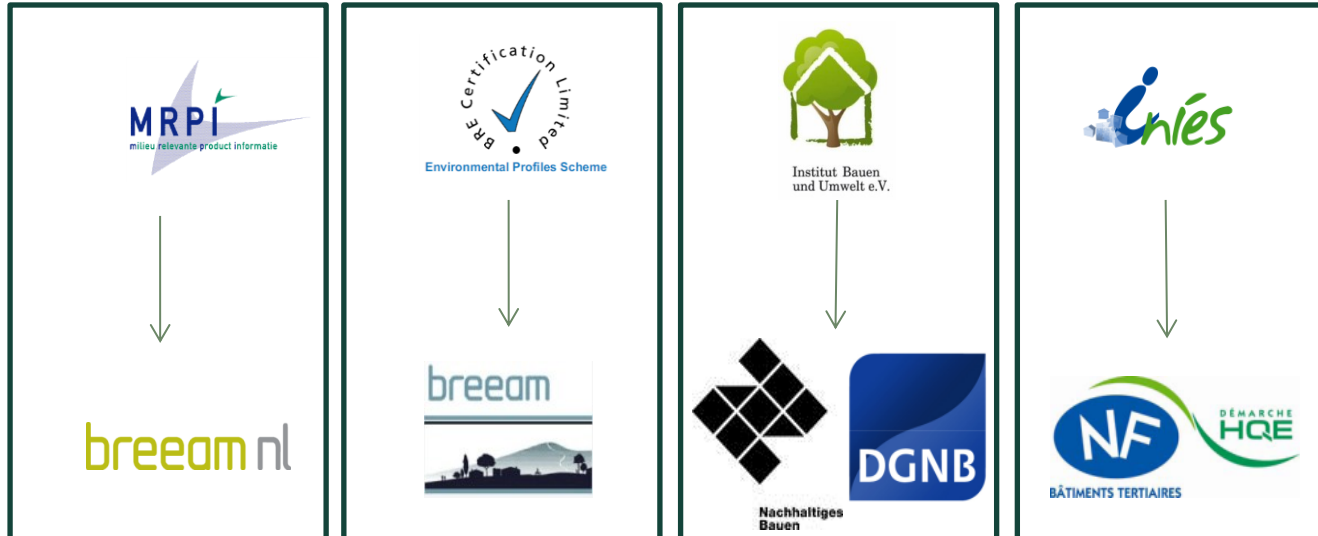 MRPI
milieu relevante product informatie
BRE Certification Limited
Environmental Profiles Scheme
Institut Bauen
und Umwelt e.V.
iniés
breeam nl
breeam
Nachhaltiges
Bauen
DGNB
NF
BÂTIMENTS TERTIAIRES
DÉMARCHE
HQE